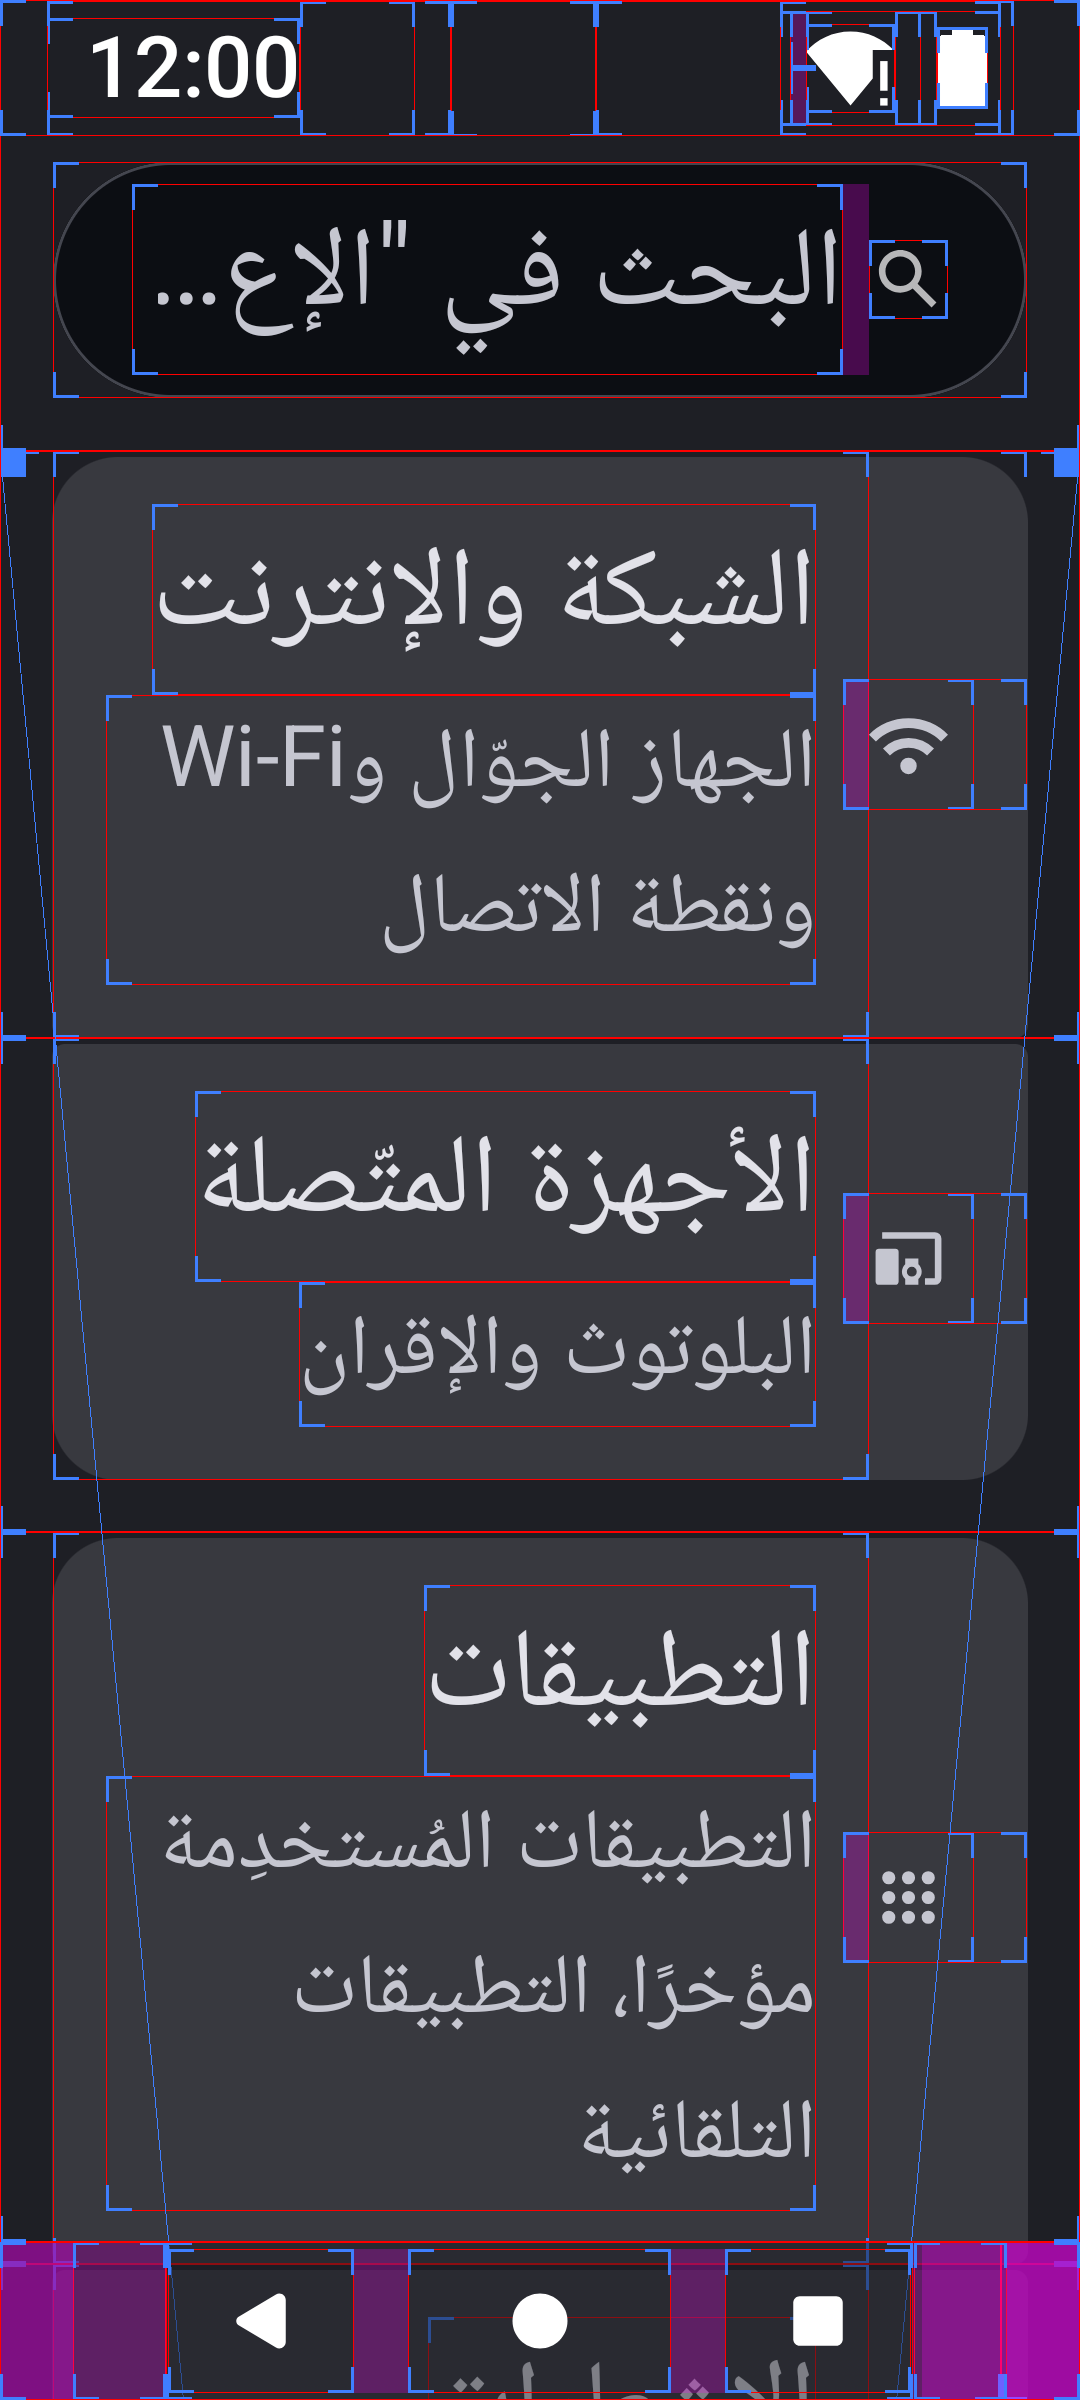 12:00
البحث في "الإع...
الشبكة والإنترنت
الجهاز الجوّال وWi-Fi
ونقطة الاتصال
الأجهزة المتّصلة
البلوتوث والإقران
التطبيقات
التطبيقات المُستخدِمة
مؤخرًا، التطبيقات
التلقائية